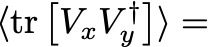 ⟨tr [V_x V_y^†]⟩ =